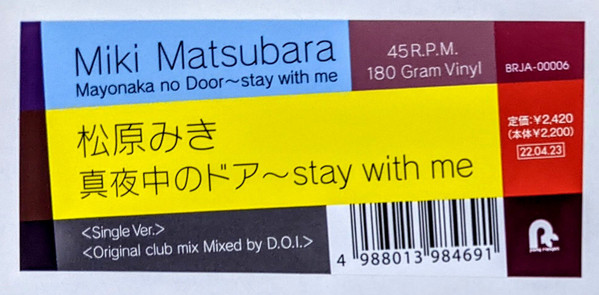 Miki Matsubara
Mayonaka no Door～stay with me
45R.P.M.
180 Gram Vinyl
BRJA-00006
松原みき
真夜中のドア～stay with me
定価:¥2,420
(本体¥2,200)
22.04.23
<Single Ver.>
<Original club mix Mixed by D.O.I.>
4 988013 984691